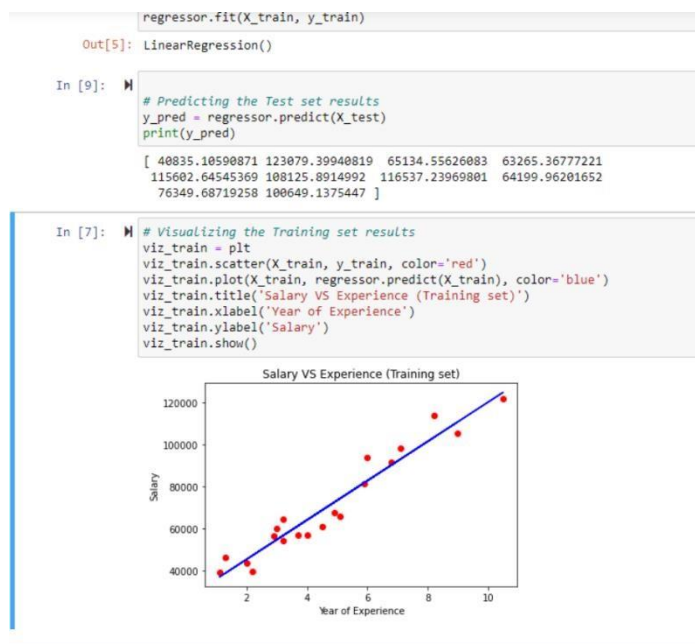 regressor.fit(X_train, y_train)
Out[5]: LinearRegression()
In [9]:
# Predicting the Test set results
y_pred = regressor.predict(X_test)
print(y_pred)
[ 40835.10590871 123079.39940819 65134.55626083 63265.36777221
115602.64545369 108125.8914992 116537.23969801 64199.96201652
76349.68719258 100649.1375447 ]
In [7]: # Visualizing the Training set results
viz_train = plt
viz_train.scatter(X_train, y_train, color='red')
viz_train.plot(X_train, regressor.predict(X_train), color='blue')
viz_train.title('Salary VS Experience (Training set)')
viz_train.xlabel('Year of Experience')
viz_train.ylabel('Salary')
viz_train.show()
Salary VS Experience (Training set)
120000
100000
80000
60000
40000
Salary
2 4 6 8 10
Year of Experience